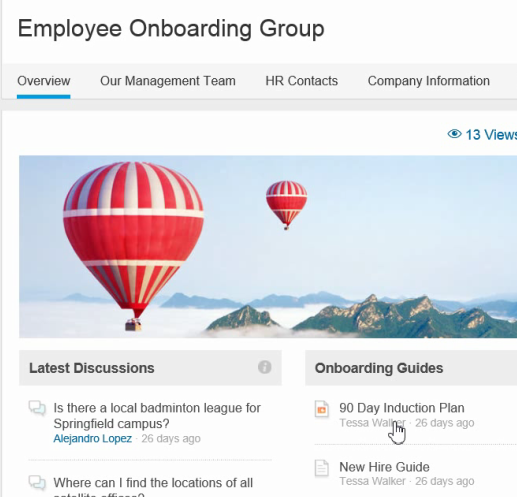 Employee Onboarding Group
Overview Our Management Team HR Contacts Company Information
13 Views
Latest Discussions
Is there a local badminton league for
Springfield campus?
Alejandro Lopez · 26 days ago
Where can I find the locations of all
satellite offices?
Onboarding Guides
90 Day Induction Plan
Tessa Walker · 26 days ago
New Hire Guide
Tessa Walker · 26 days ago